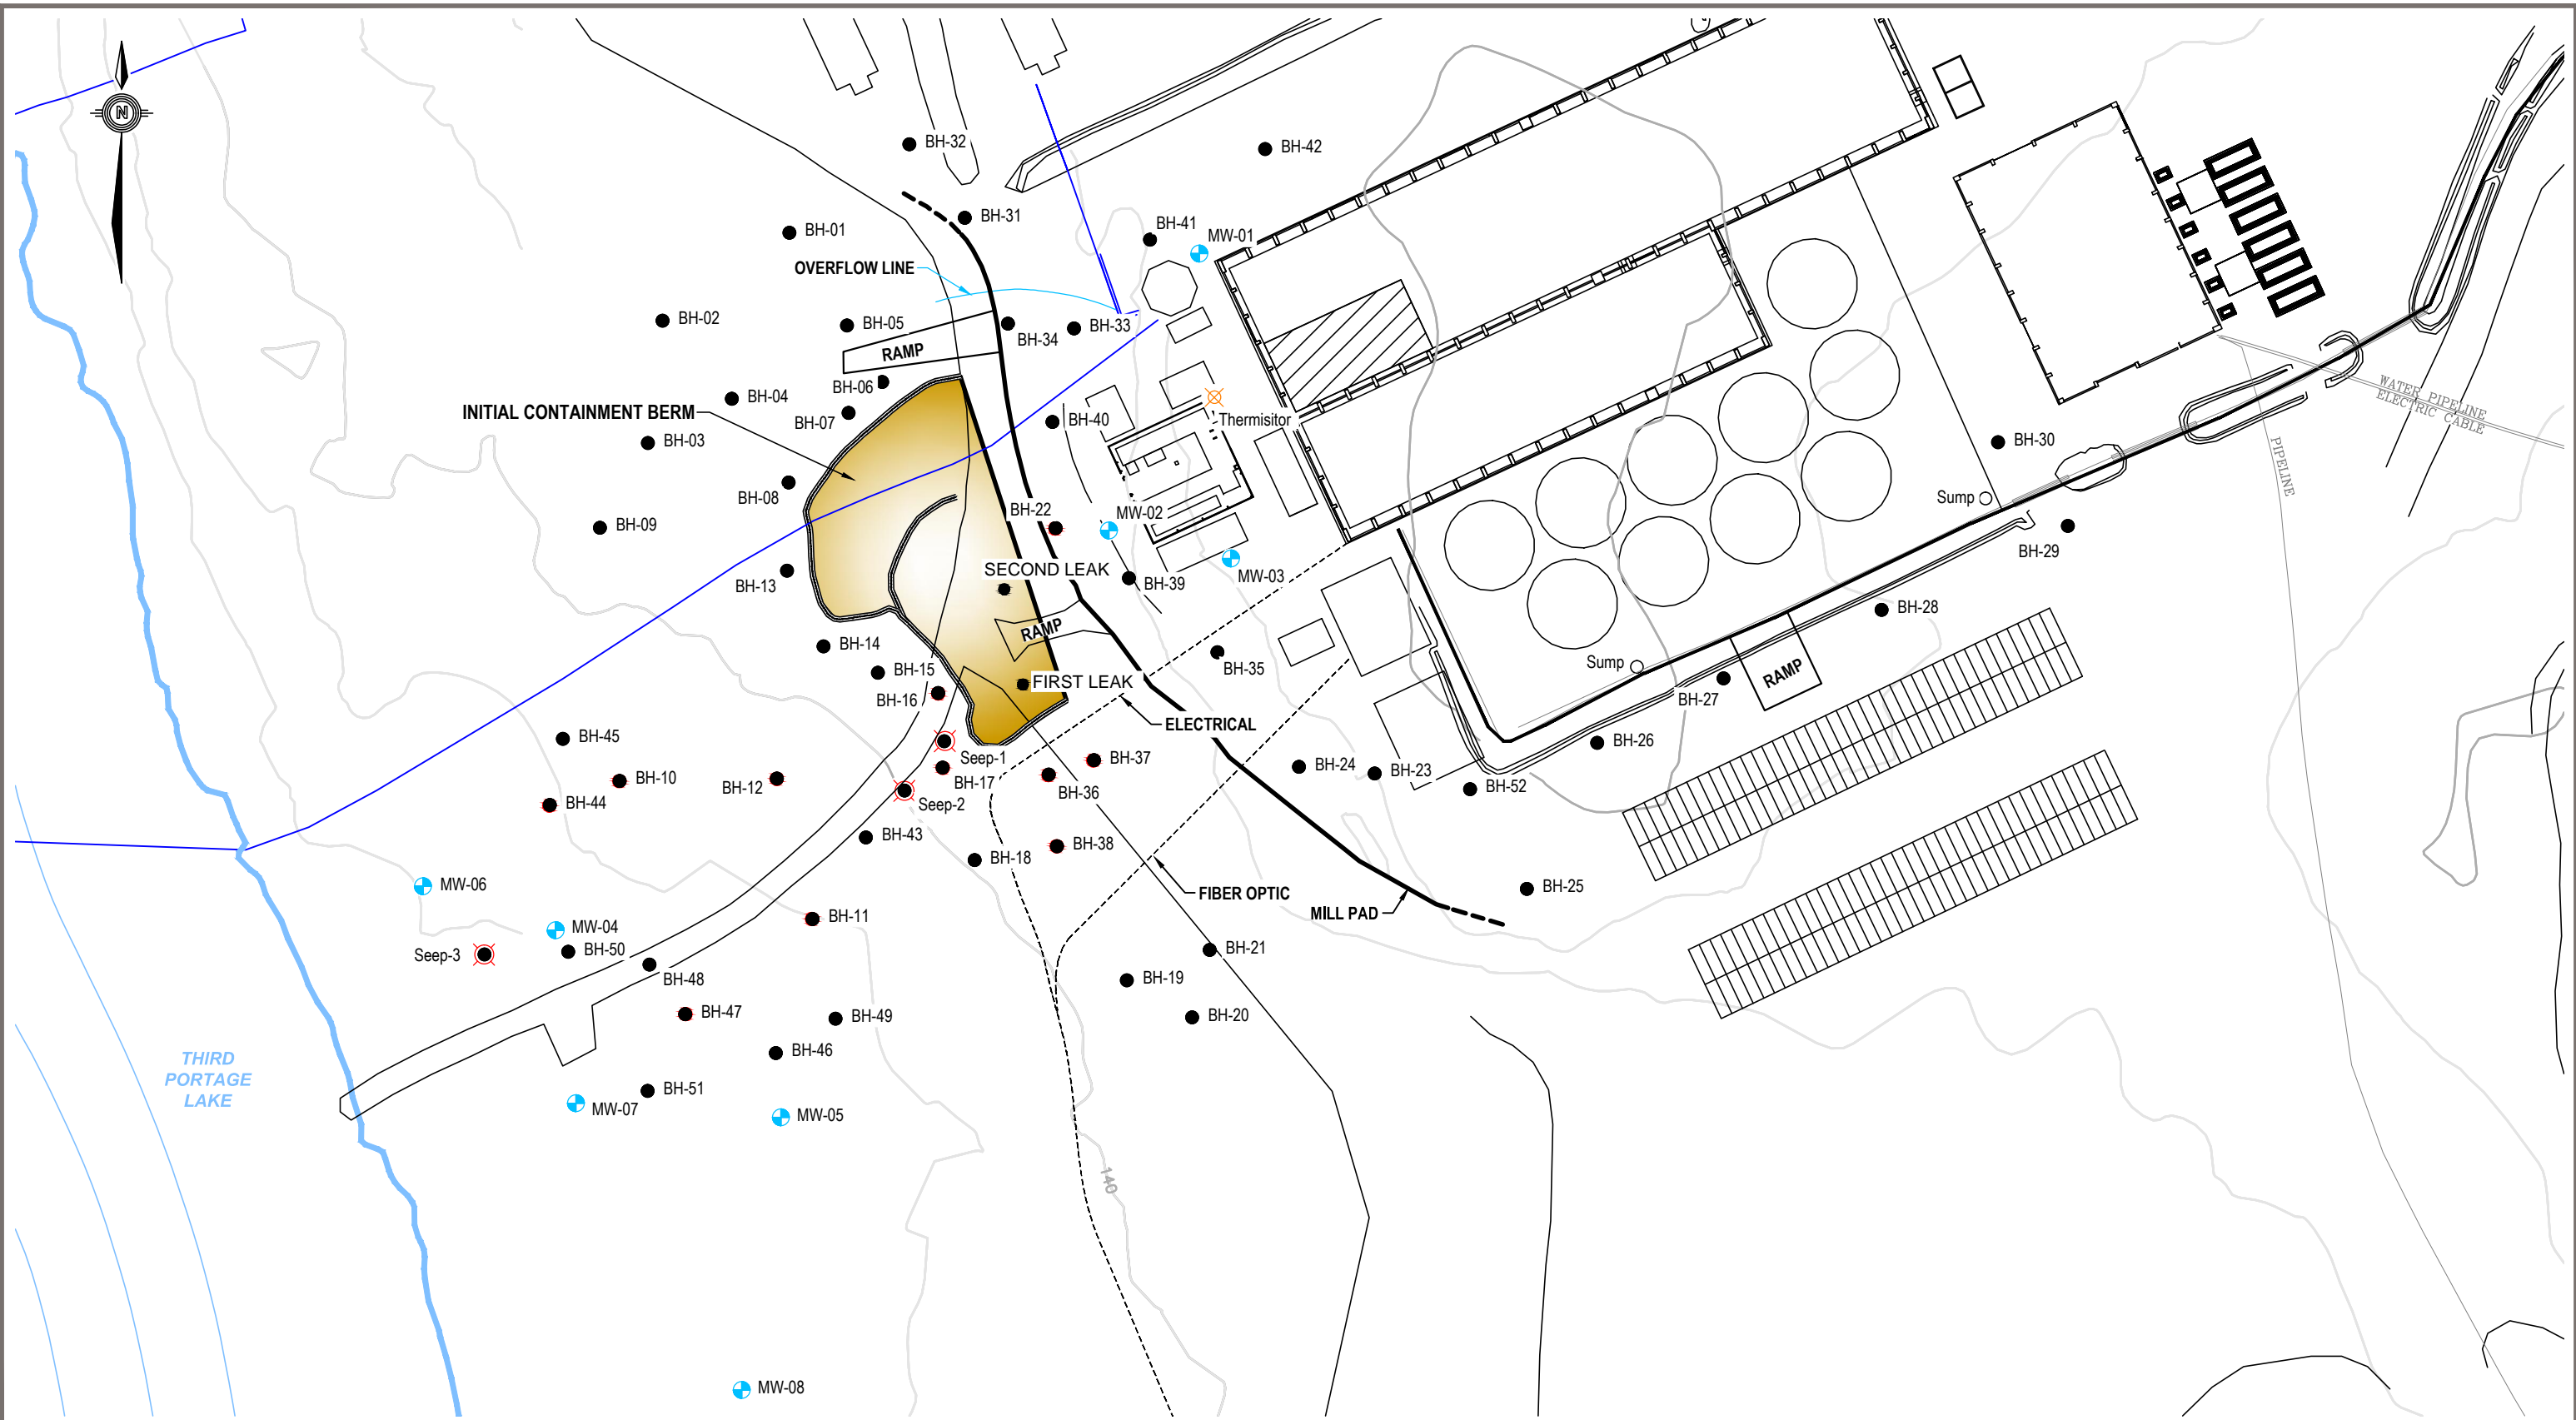 N
BH-32
BH-42
BH-31
BH-01
BH-41
MW-01
OVERFLOW LINE
BH-02
BH-05
BH-34
BH-33
RAMP
BH-06
BH-04
INITIAL CONTAINMENT BERM
BH-07
BH-40
Thermisitor
BH-03
WATER PIPELINE
ELECTRIC CABLE
PIPELINE
BH-30
BH-08
Sump
BH-09
BH-22
MW-02
BH-29
SECOND LEAK
BH-39
MW-03
BH-13
BH-28
RAMP
BH-14
BH-35
Sump
BH-15
RAMP
BH-16
FIRST LEAK
BH-27
ELECTRICAL
BH-45
BH-26
Seep-1
BH-37
BH-24
BH-23
BH-10
BH-12
BH-17
BH-36
BH-52
BH-44
Seep-2
BH-43
BH-38
BH-18
MW-06
BH-25
FIBER OPTIC
MILL PAD
BH-11
MW-04
BH-50
Seep-3
BH-21
BH-48
BH-19
BH-47
BH-49
BH-20
BH-46
THIRD
PORTAGE
LAKE
BH-51
MW-07
MW-05
140
MW-08